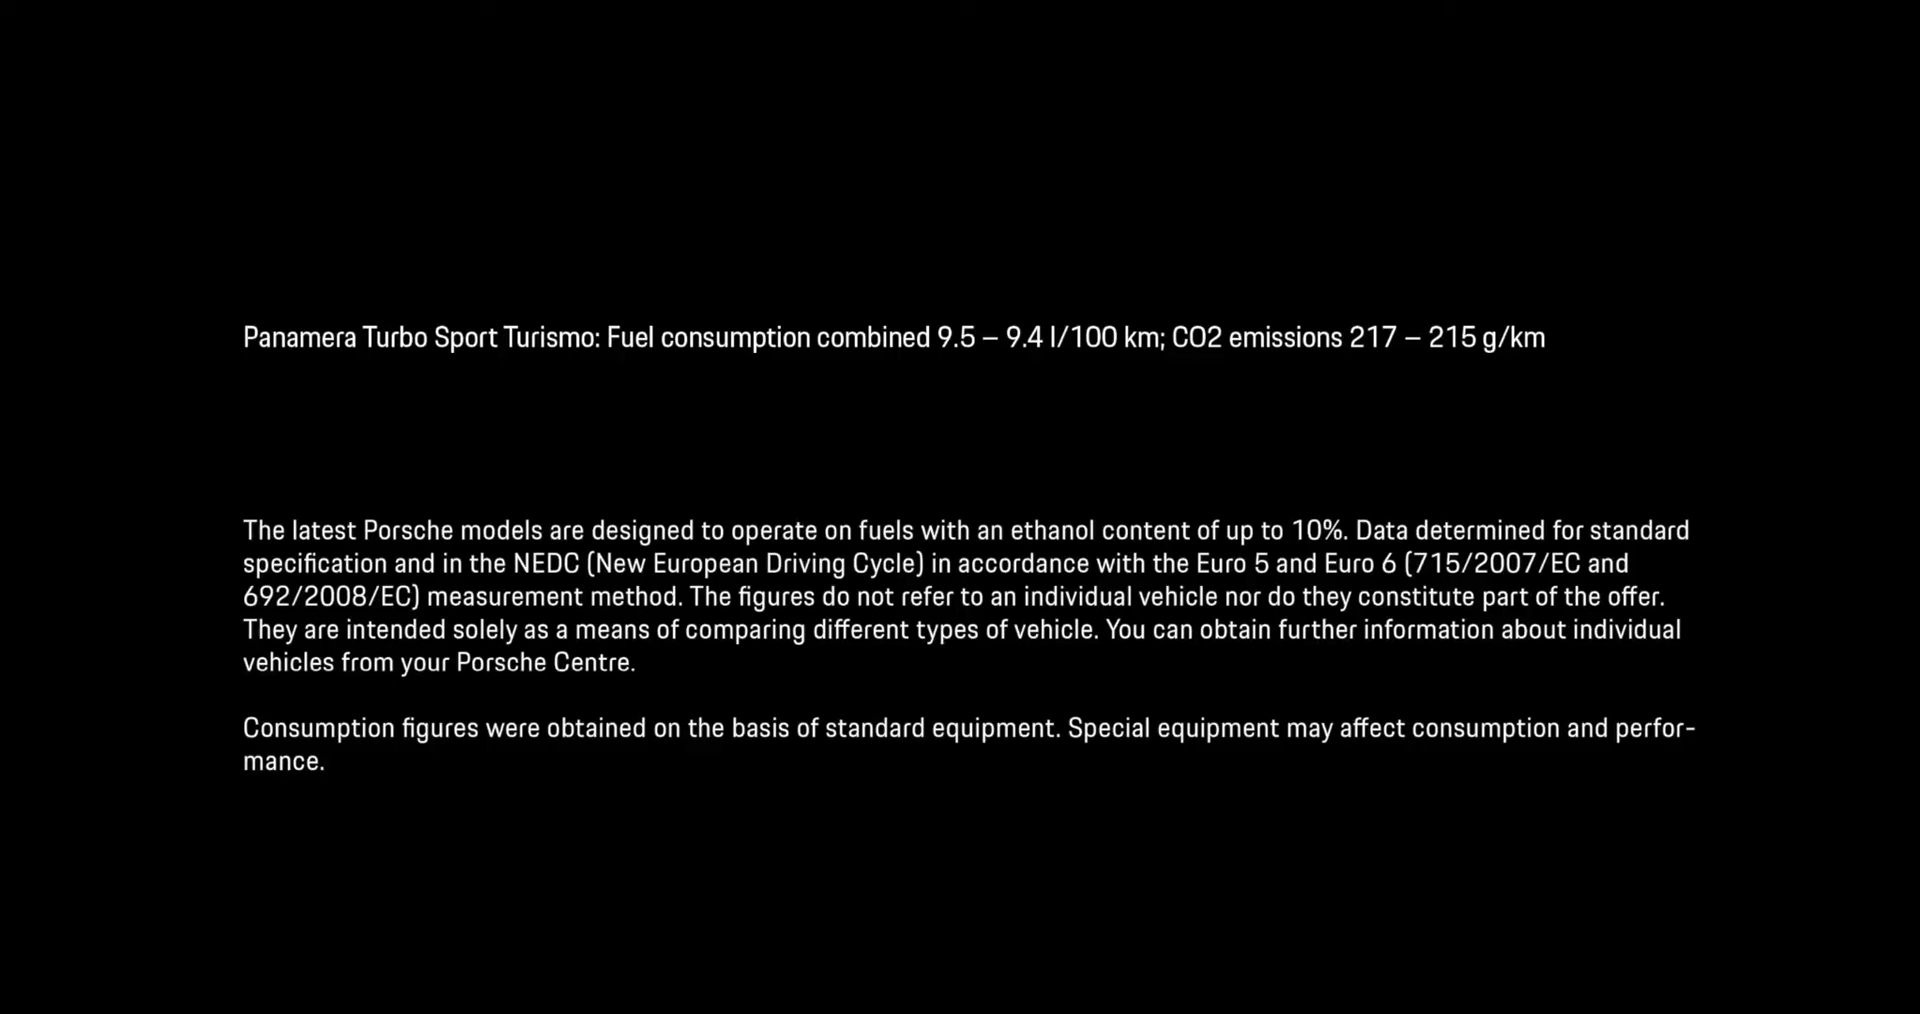 Panamera Turbo Sport Turismo: Fuel consumption combined 9.5 – 9.4 l/100 km; CO2 emissions 217 – 215 g/km
The latest Porsche models are designed to operate on fuels with an ethanol content of up to 10%. Data determined for standard
specification and in the NEDC (New European Driving Cycle) in accordance with the Euro 5 and Euro 6 (715/2007/EC and
692/2008/EC) measurement method. The figures do not refer to an individual vehicle nor do they constitute part of the offer.
They are intended solely as a means of comparing different types of vehicle. You can obtain further information about individual
vehicles from your Porsche Centre.
Consumption figures were obtained on the basis of standard equipment. Special equipment may affect consumption and perfor-
mance.